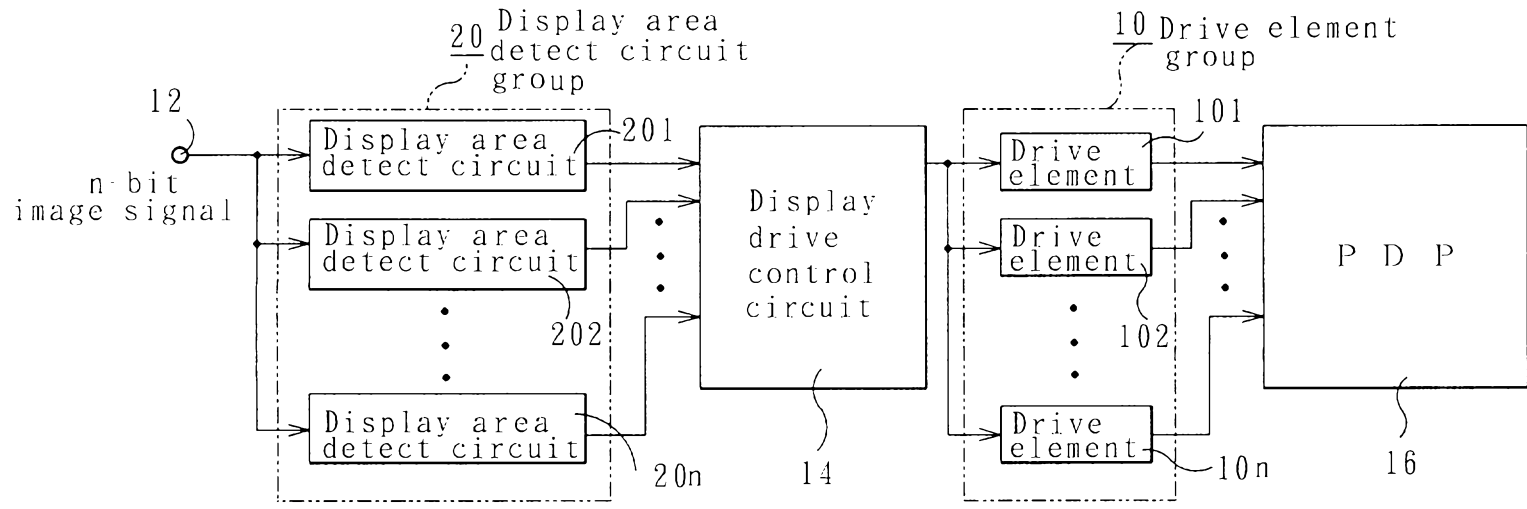 20 Display area
detect circuit
group
10 Drive element
group
12
n-bit
image signal
Display area
detect circuit
201
Display area
detect circuit
202
Display area
detect circuit
20n
Display
drive
control
circuit
14
Drive
element
101
Drive
element
102
Drive
element
10n
P D P
16